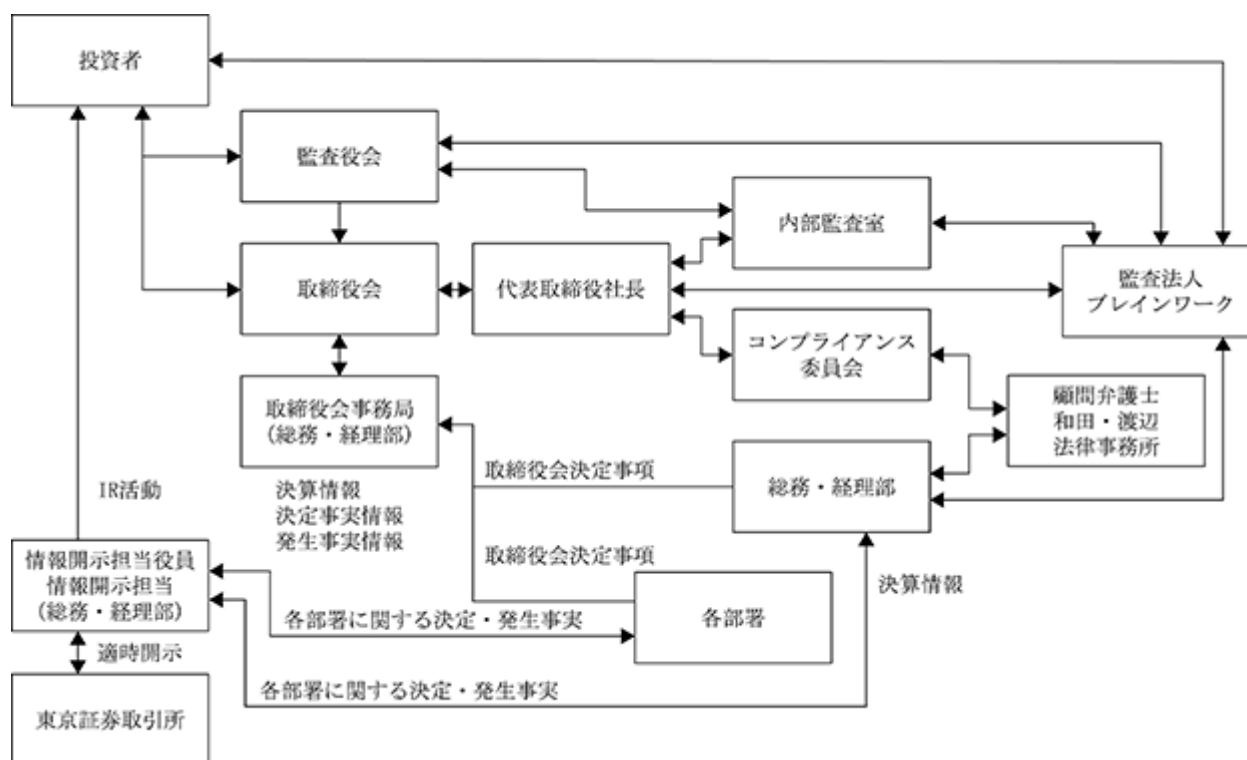 投資者
監査役会
内部監査室
取締役会
代表取締役社長
監査法人
ブレインワーク
コンプライアンス
委員会
取締役会事務局
(総務・経理部)
顧問弁護士
和田・渡辺
法律事務所
取締役会決定事項
総務・経理部
IR活動
決算情報
決定事実情報
発生事実情報
取締役会決定事項
決算情報
情報開示担当役員
情報開示担当
(総務・経理部)
各部署に関する決定・発生事実
各部署
適時開示
各部署に関する決定・発生事実
東京証券取引所